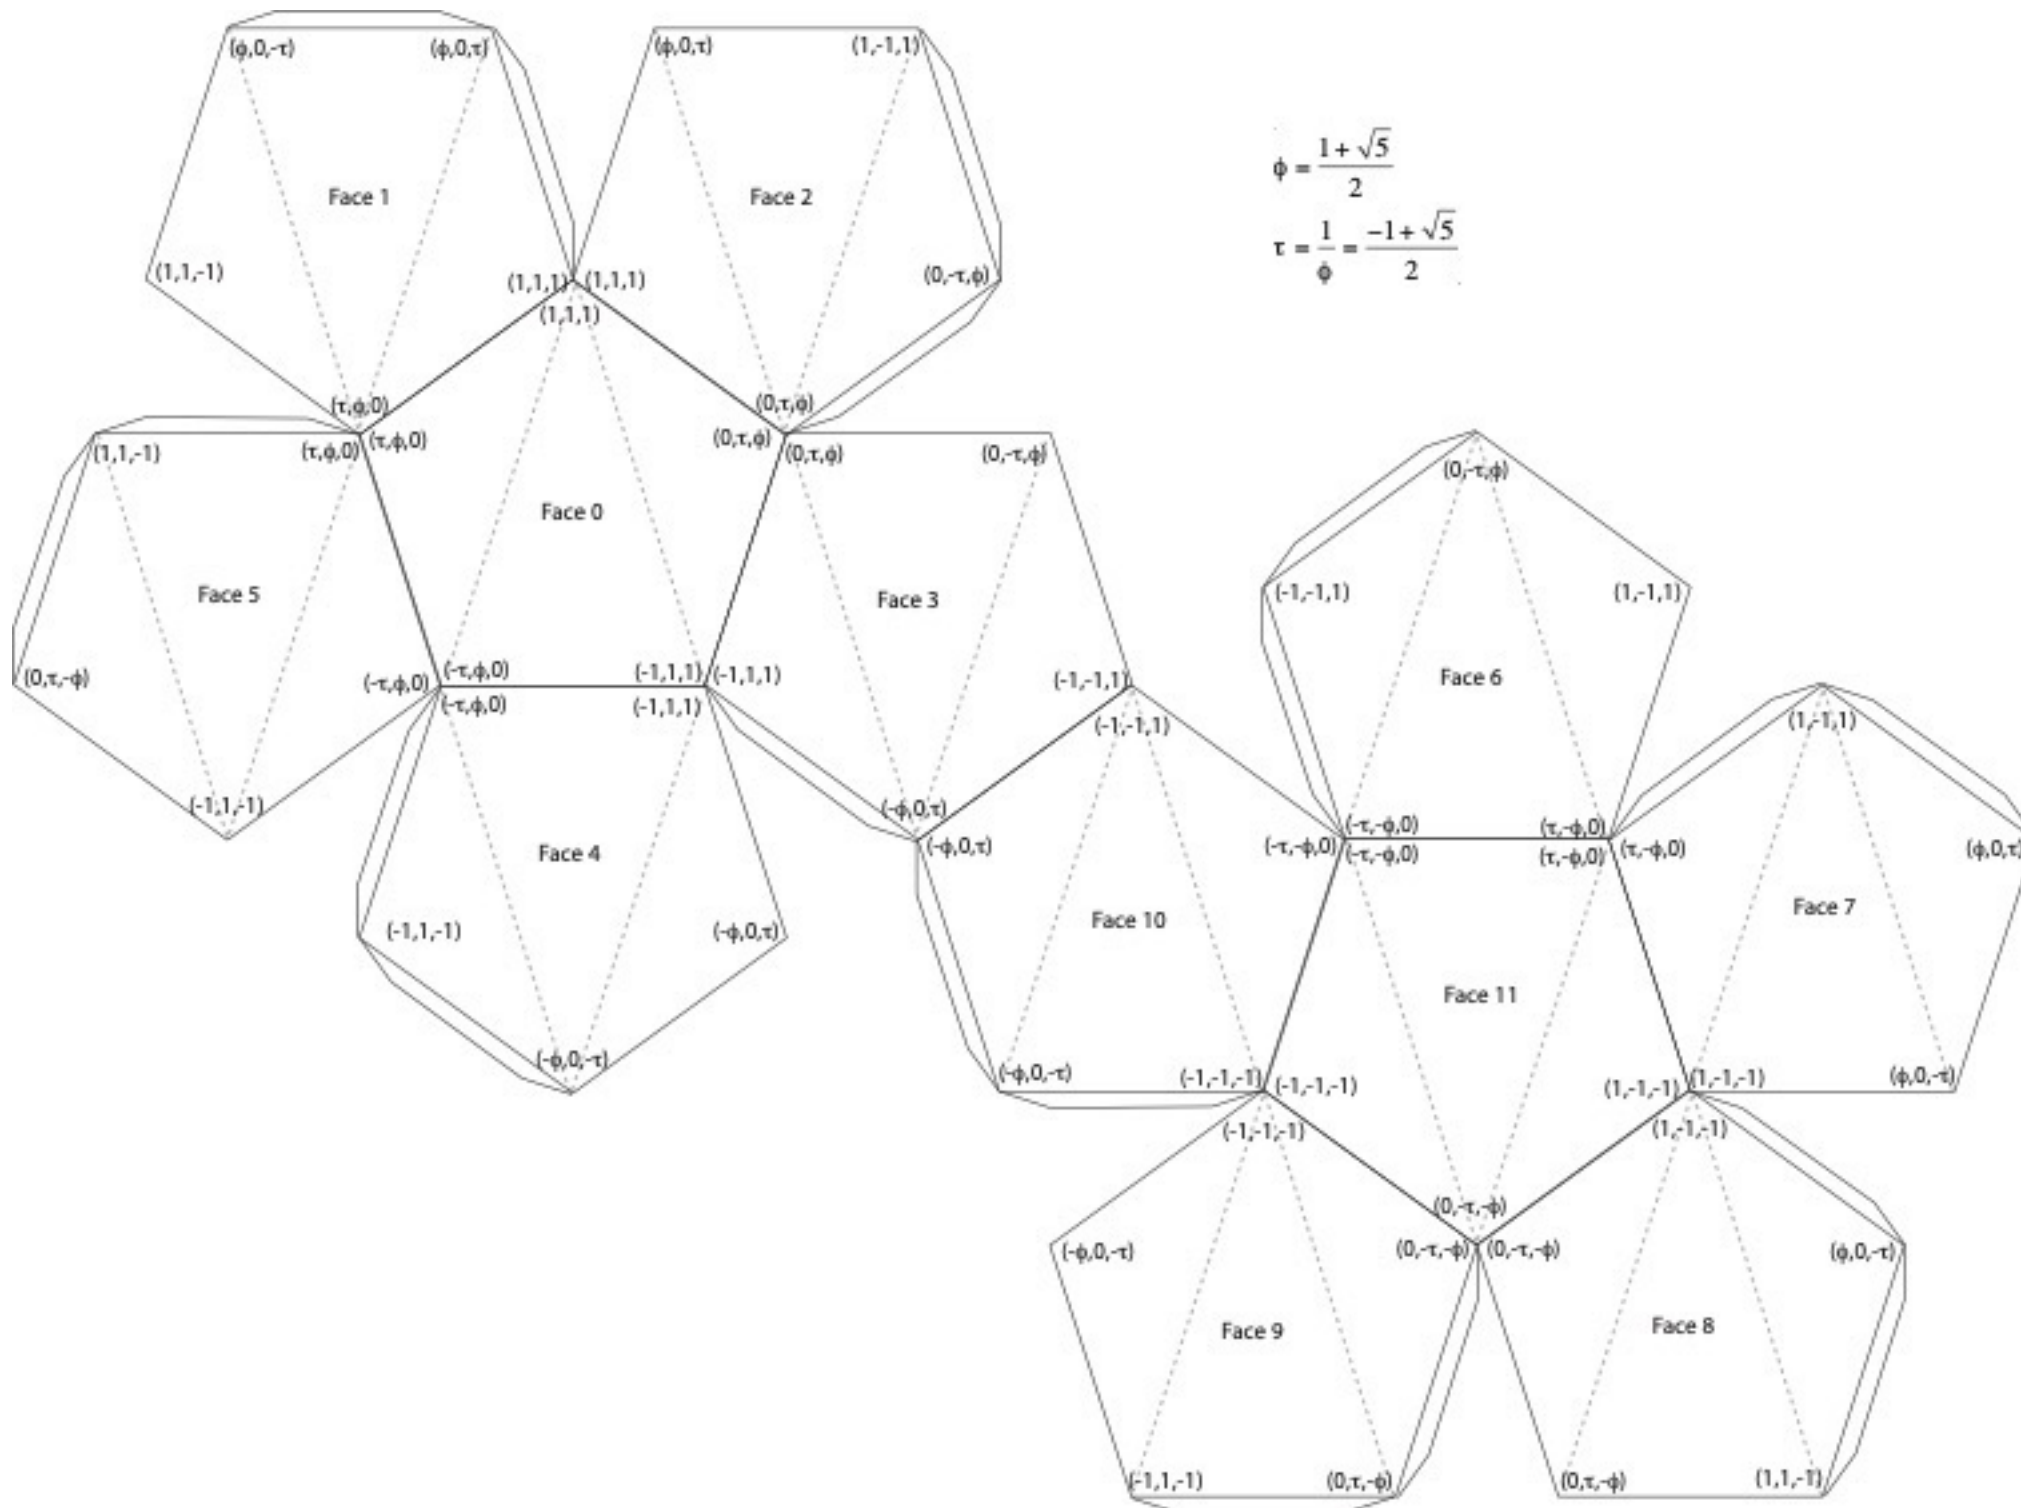 (ϕ,0,-τ) (ϕ,0,τ)
Face 1
(1,1,-1)
(1,1,1)
(τ,ϕ,0)
(ϕ,0,τ) (1,-1,1)
Face 2
(1,1,1)
(0,-τ,ϕ)
(0,τ,ϕ)
ϕ = 1 + √5 / 2
τ = 1 / ϕ = -1 + √5 / 2
(1,1,1)
(τ,ϕ,0) (0,τ,ϕ)
Face 0
(-τ,ϕ,0) (-1,1,1)
(1,1,-1) (τ,ϕ,0)
Face 5
(0,τ,-ϕ) (-τ,ϕ,0)
(-1,1,-1)
(0,τ,ϕ) (0,-τ,ϕ)
Face 3
(-1,1,1) (-1,-1,1)
(-ϕ,0,τ)
(-τ,ϕ,0) (-1,1,1)
Face 4
(-1,1,-1) (-ϕ,0,τ)
(-ϕ,0,-τ)
(-1,-1,1)
(-ϕ,0,τ) (-τ,-ϕ,0)
Face 10
(-ϕ,0,-τ) (-1,-1,-1)
(0,-τ,ϕ)
(-1,-1,1) (1,-1,1)
Face 6
(-τ,-ϕ,0) (τ,-ϕ,0)
(-τ,-ϕ,0) (τ,-ϕ,0)
Face 11
(-1,-1,-1) (1,-1,-1)
(0,-τ,-ϕ)
(1,-1,1)
(τ,-ϕ,0) (ϕ,0,τ)
Face 7
(1,-1,-1) (ϕ,0,-τ)
(-1,-1,-1)
(-ϕ,0,-τ) (0,-τ,-ϕ)
Face 9
(-1,1,-1) (0,τ,-ϕ)
(1,-1,-1)
(0,-τ,-ϕ) (ϕ,0,-τ)
Face 8
(0,τ,-ϕ) (1,1,-1)